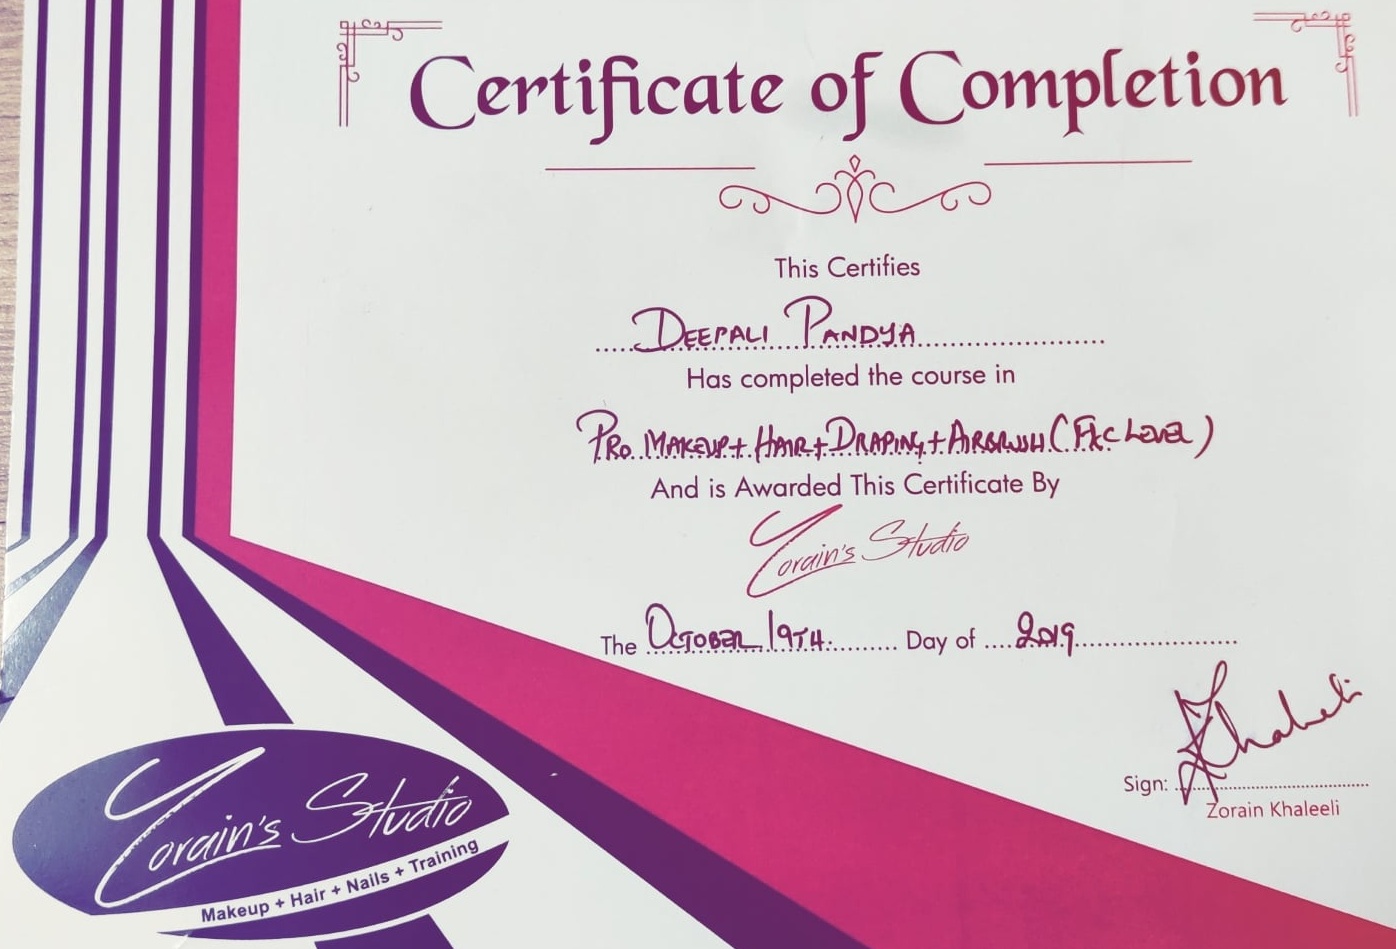 Certificate of Completion
This Certifies
DEEPALI PANDYA
Has completed the course in
PRO MAKEUP + HAIR + DRAPING + AIRBRUSH ( LEVEL )
And is Awarded This Certificate By
Zorain's Studio
The OCTOBER 19TH Day of 2019
Khaleeli
Sign:
Zorain Khaleeli
Zorain's Studio
Makeup + Hair + Nails + Training